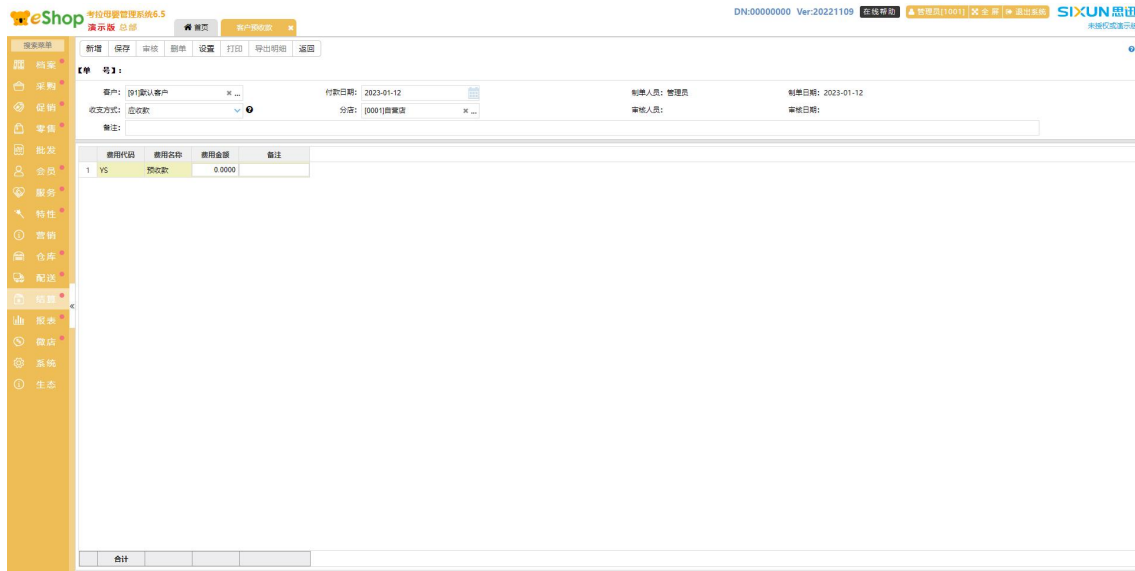 eShop 考拉母婴管理系统6.5
演示版 总部
首页
客户预收款
DN:00000000 Ver:20221109 在线帮助 管理员[1001] 全 屏 退出系统
SIXUN 思迅
未授权或演示版
搜索菜单
档案
采购
促销
零售
批发
会员
服务
特性
营销
仓库
配送
结算
报表
微店
系统
生态
新增 保存 审核 删单 设置 打印 导出明细 返回
【单 号】:
客户: [91]默认客户 ... 付款日期: 2023-01-12 制单人员: 管理员 制单日期: 2023-01-12
收支方式: 应收款 分店: [0001]自营店 ... 审核人员: 审核日期:
备注:
费用代码 费用名称 费用金额 备注
1 YS 预收款 0.0000
合计